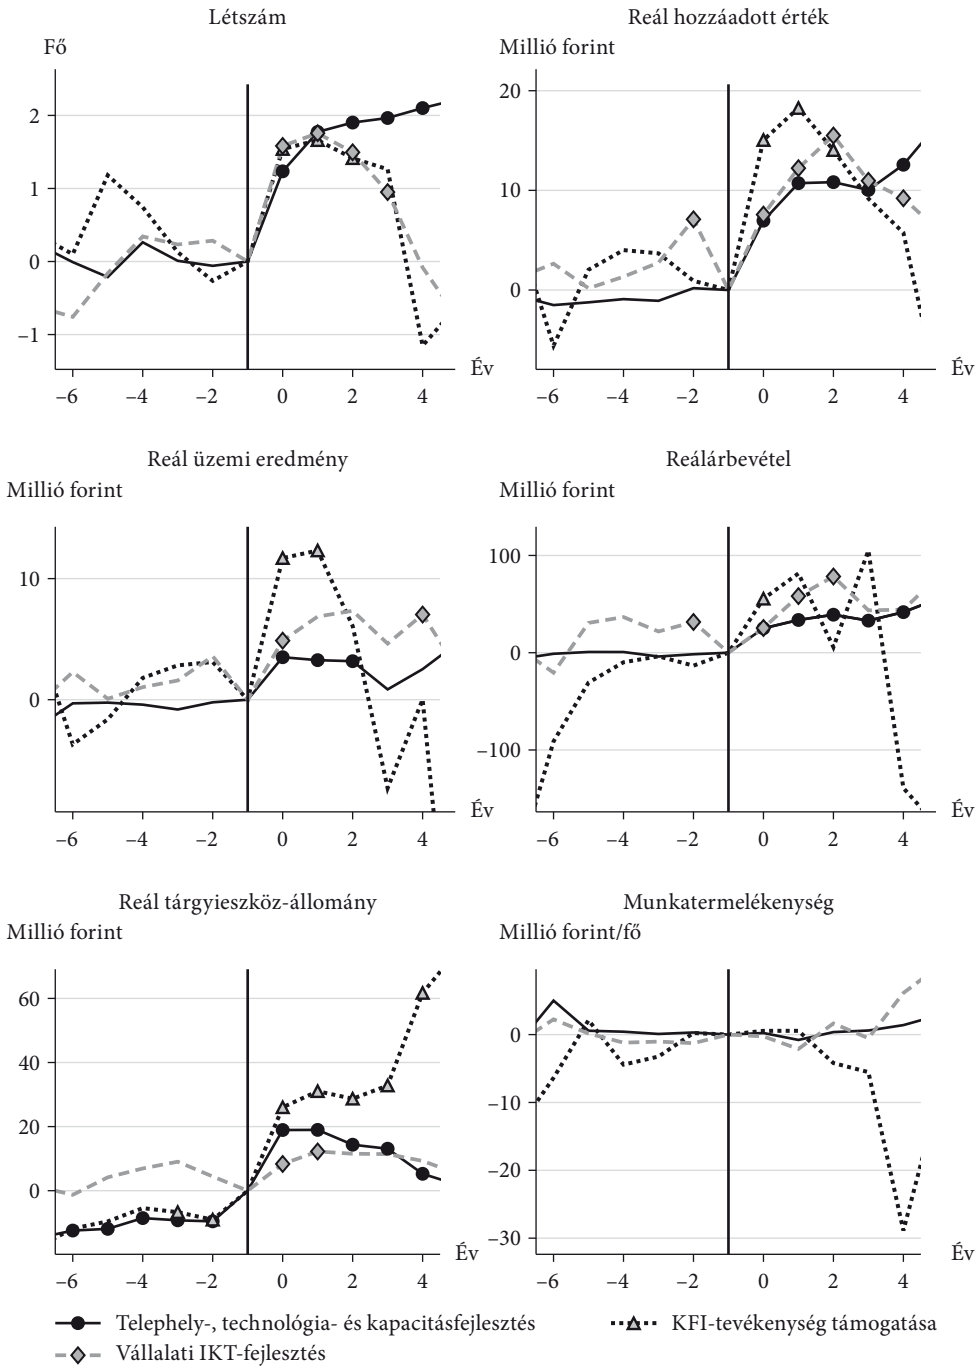 Létszám
Fő
2
1
0
–1
Év
–6 –4 –2 0 2 4
Reál hozzáadott érték
Millió forint
20
10
0
Év
–6 –4 –2 0 2 4
Reál üzemi eredmény
Millió forint
10
0
Év
–6 –4 –2 0 2 4
Reálárbevétel
Millió forint
100
0
–100
Év
–6 –4 –2 0 2 4
Reál tárgyieszköz-állomány
Millió forint
60
40
20
0
Év
–6 –4 –2 0 2 4
Munkatermelékenység
Millió forint/fő
0
–10
–20
–30
Év
–6 –4 –2 0 2 4
Telephely-, technológia- és kapacitásfejlesztés
KFI-tevékenység támogatása
Vállalati IKT-fejlesztés